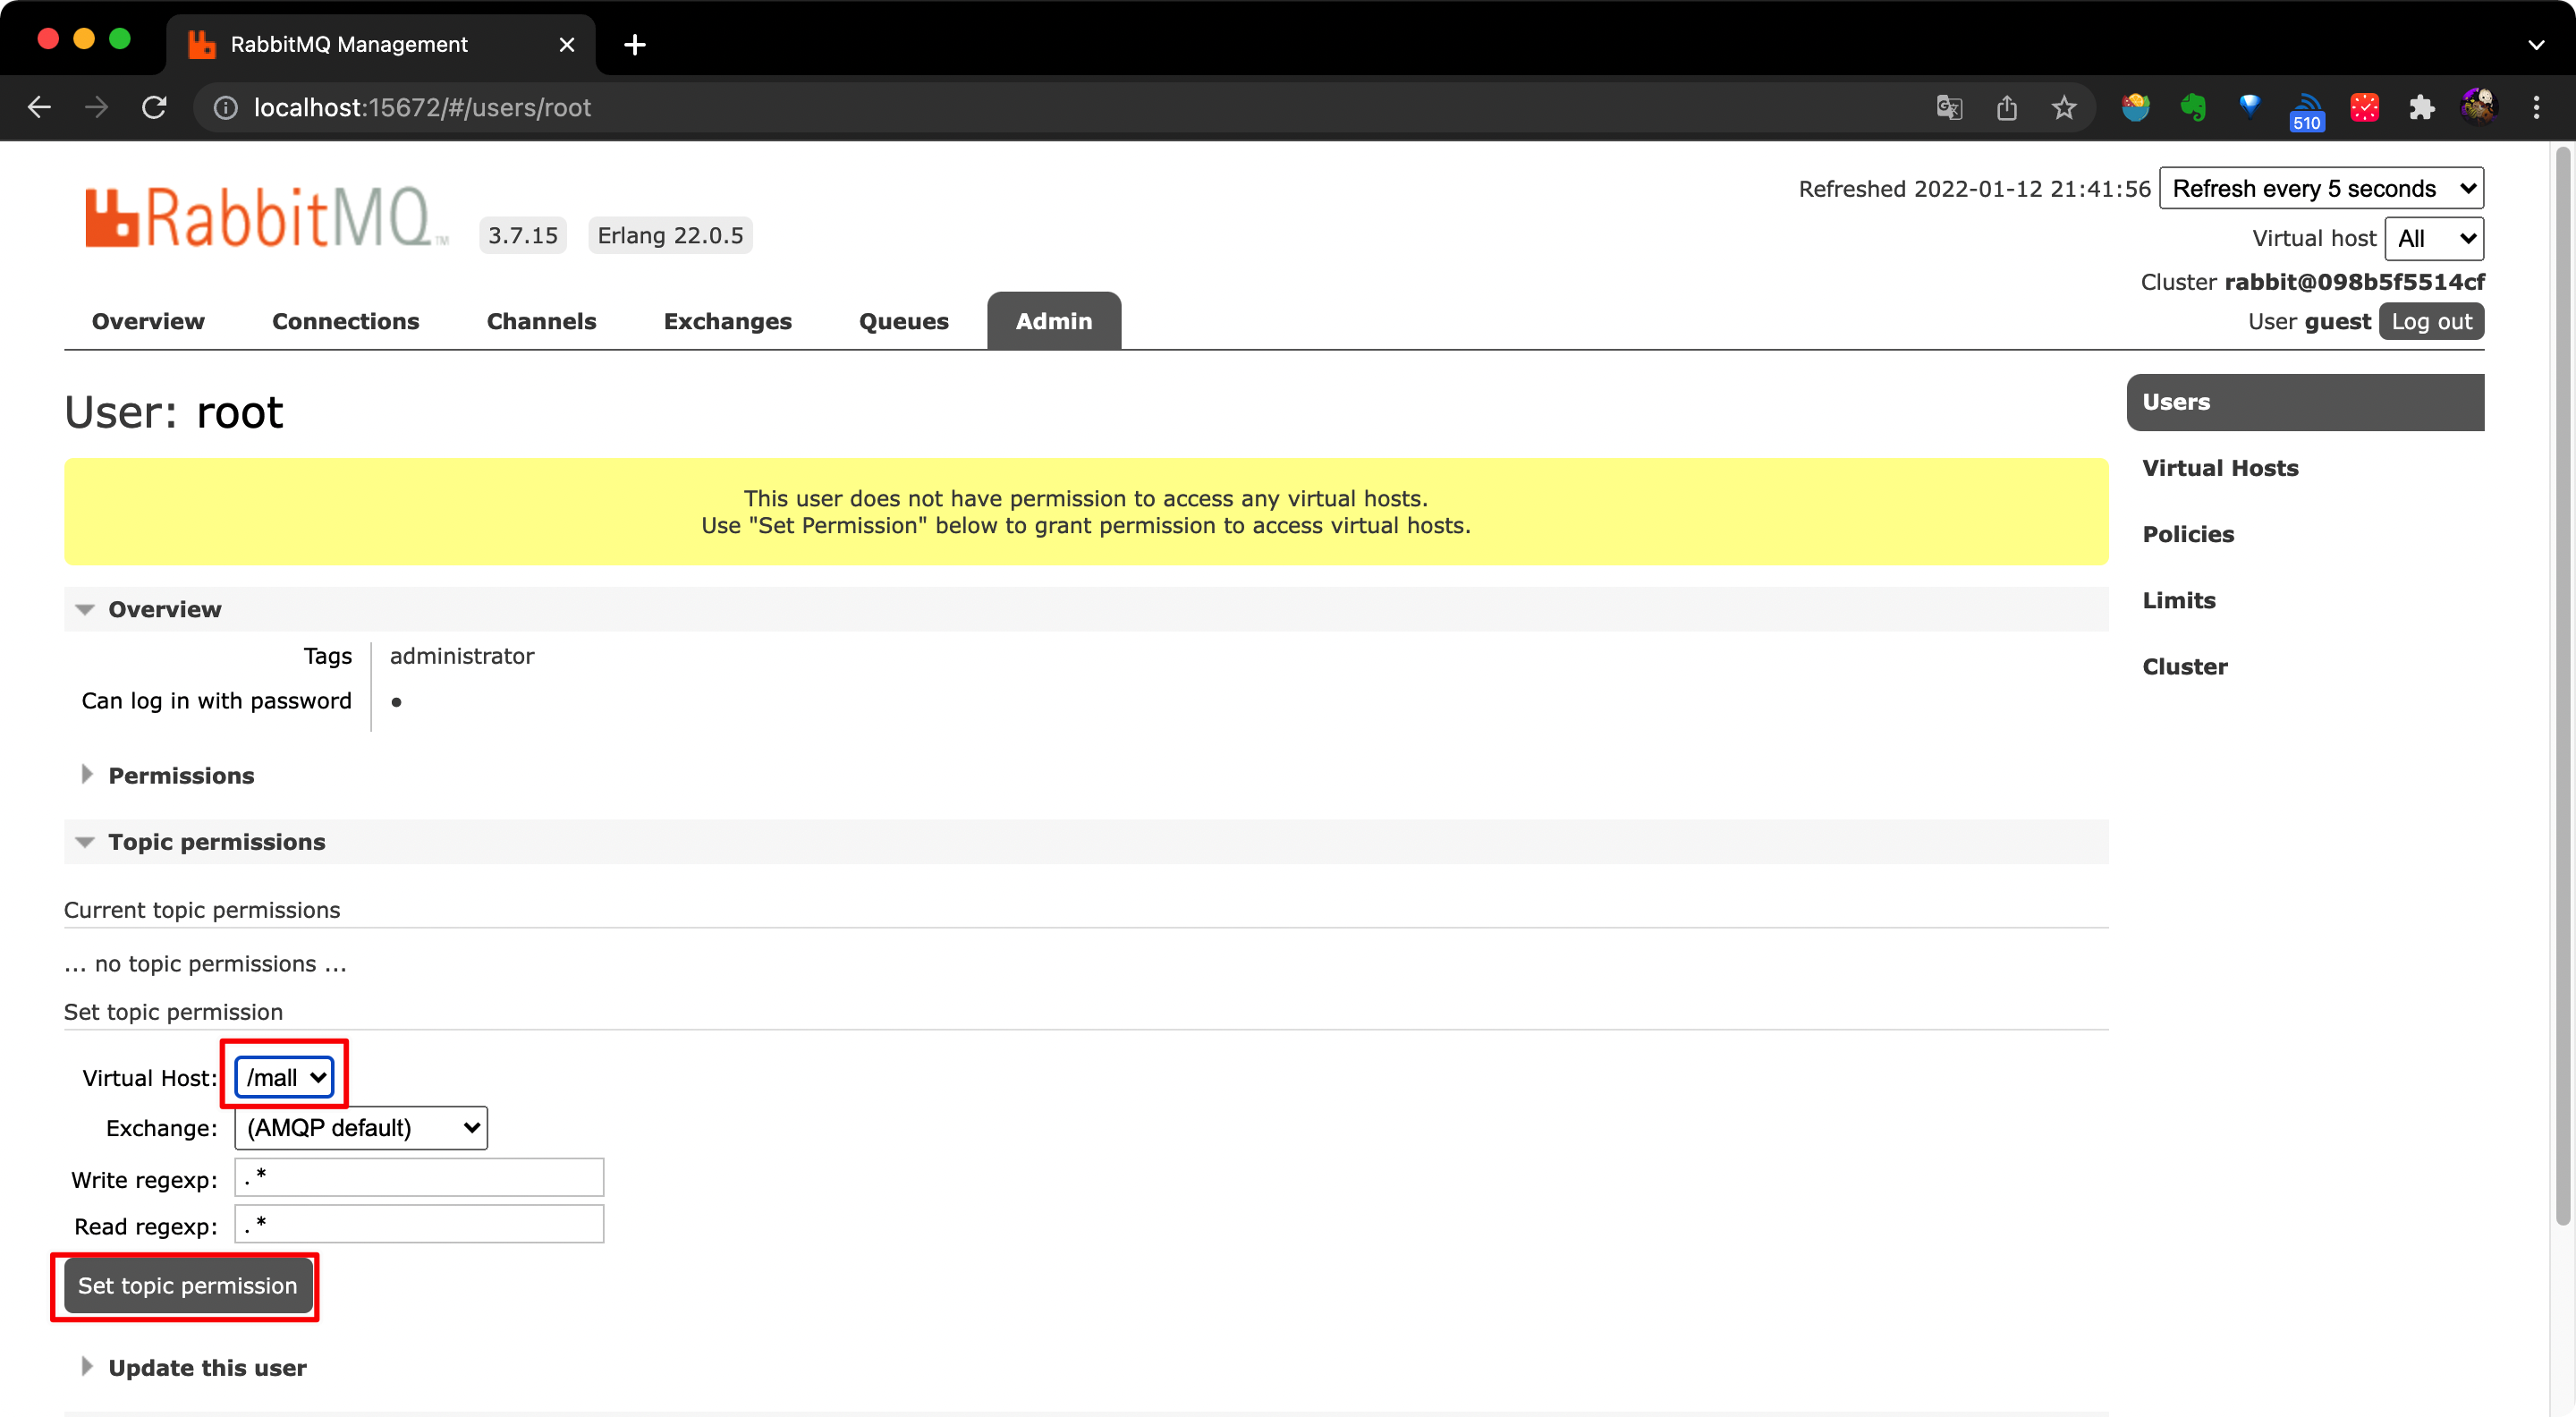 RabbitMQ Management
localhost:15672/#/users/root
510
RabbitMQ™
3.7.15
Erlang 22.0.5
Refreshed 2022-01-12 21:41:56
Refresh every 5 seconds
Virtual host
All
Cluster rabbit@098b5f5514cf
User guest
Log out
Overview
Connections
Channels
Exchanges
Queues
Admin
User: root
This user does not have permission to access any virtual hosts.
Use "Set Permission" below to grant permission to access virtual hosts.
Users
Virtual Hosts
Policies
Limits
Cluster
Overview
Tags
administrator
Can log in with password
●
Permissions
Topic permissions
Current topic permissions
... no topic permissions ...
Set topic permission
Virtual Host:
/mall
Exchange:
(AMQP default)
Write regexp:
.*
Read regexp:
.*
Set topic permission
Update this user